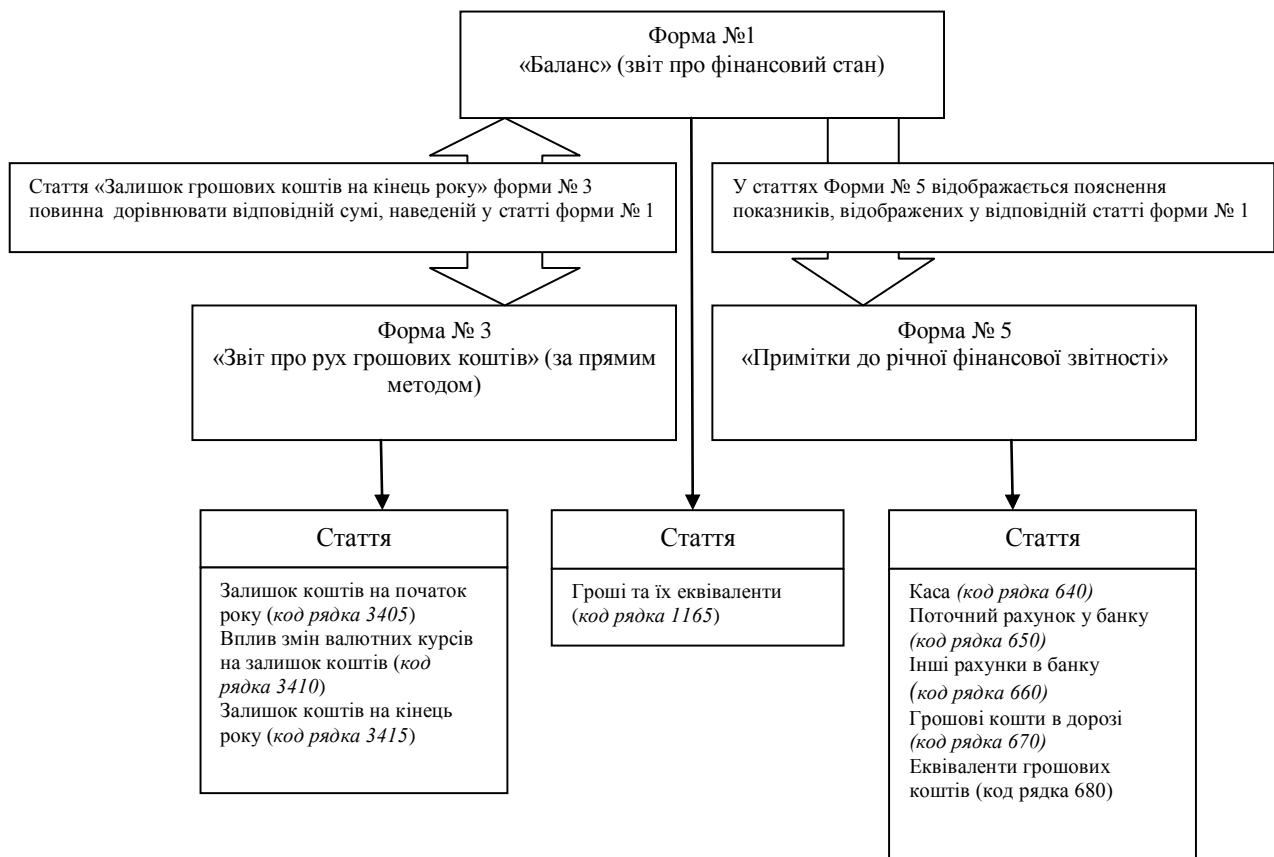 Форма №1
«Баланс» (звіт про фінансовий стан)
Стаття «Залишок грошових коштів на кінець року» форми № 3
повинна дорівнювати відповідній сумі, наведеній у статті форми № 1
У статтях Форми № 5 відображається пояснення
показників, відображених у відповідній статті форми № 1
Форма № 3
«Звіт про рух грошових коштів» (за прямим
методом)
Форма № 5
«Примітки до річної фінансової звітності»
Стаття
Залишок коштів на початок
року (код рядка 3405)
Вплив змін валютних курсів
на залишок коштів (код
рядка 3410)
Залишок коштів на кінець
року (код рядка 3415)
Стаття
Гроші та їх еквіваленти
(код рядка 1165)
Стаття
Каса (код рядка 640)
Поточний рахунок у банку
(код рядка 650)
Інші рахунки в банку
(код рядка 660)
Грошові кошти в дорозі
(код рядка 670)
Еквіваленти грошових
коштів (код рядка 680)